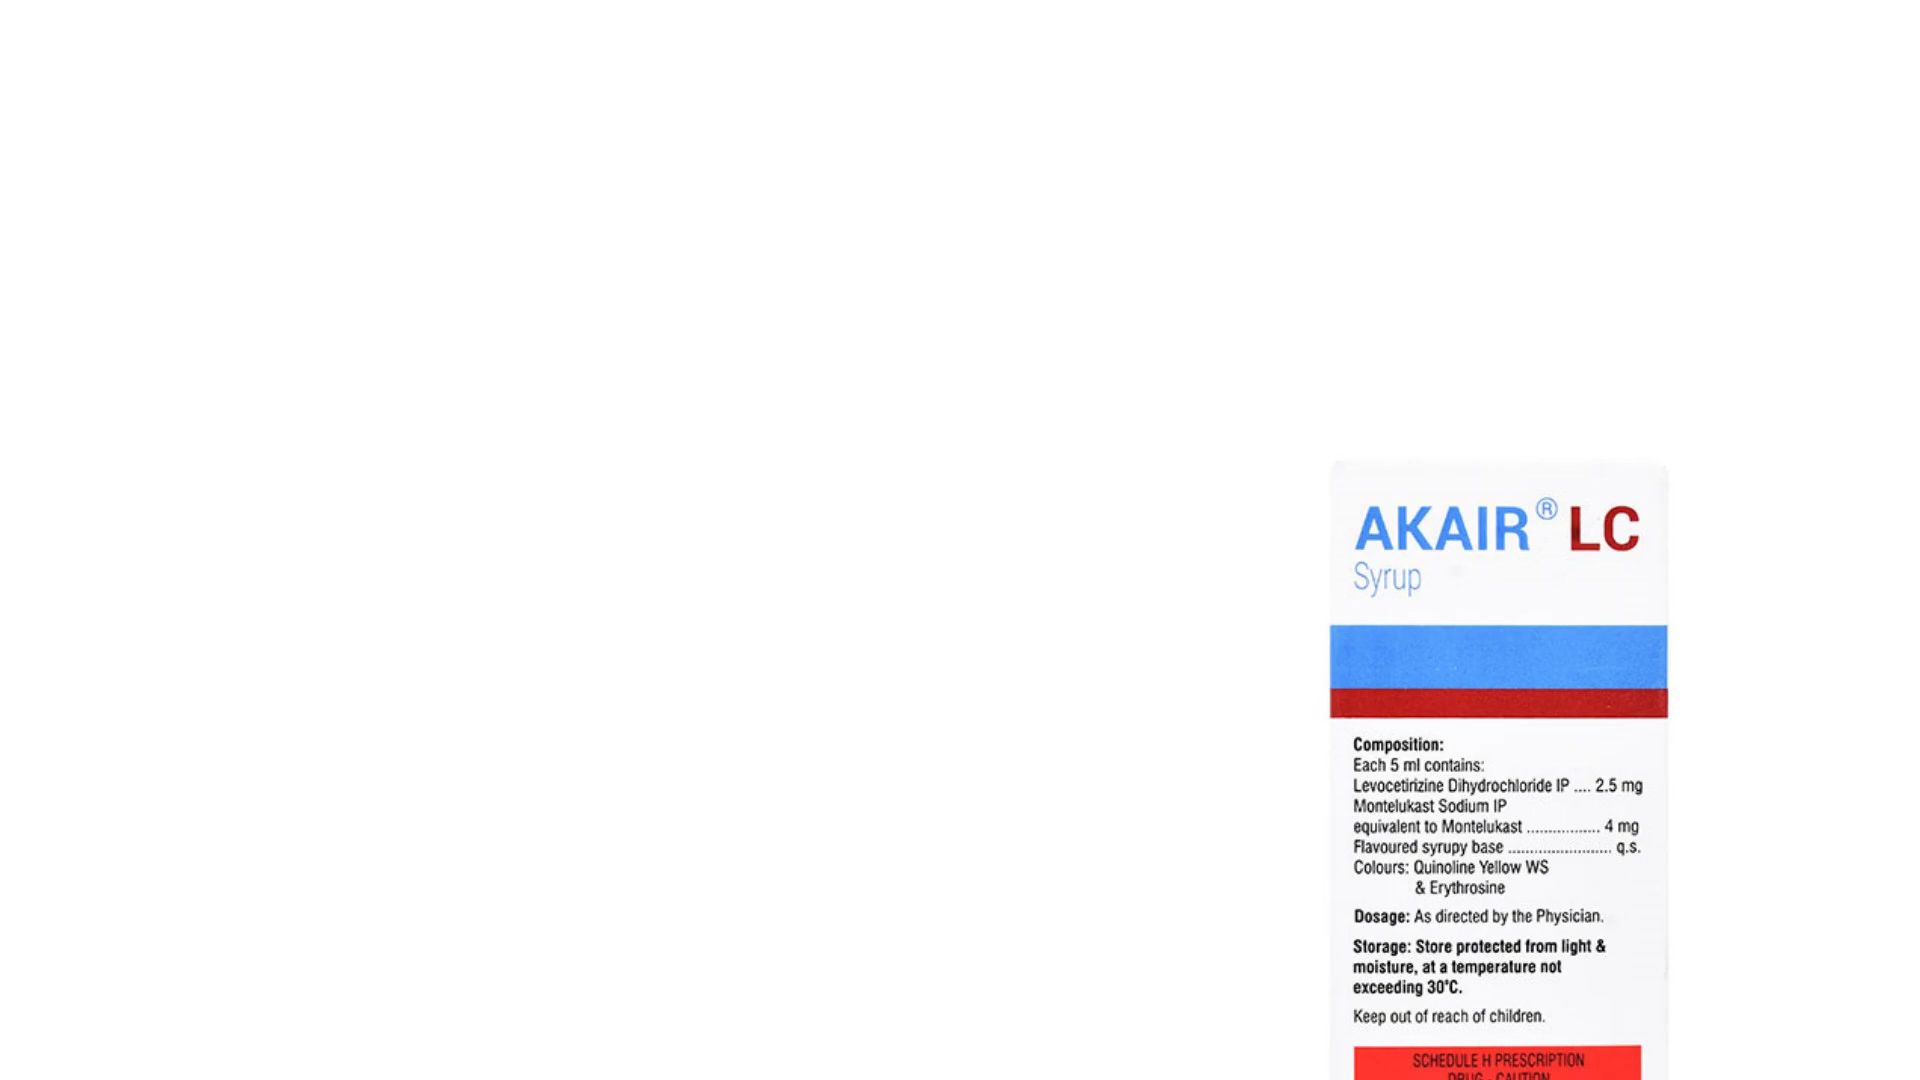 AKAIR® LC
Syrup
Composition:
Each 5 ml contains:
Levocetirizine Dihydrochloride IP .... 2.5 mg
Montelukast Sodium IP
equivalent to Montelukast ................. 4 mg
Flavoured syrupy base ........................ q.s.
Colours: Quinoline Yellow WS
& Erythrosine
Dosage: As directed by the Physician.
Storage: Store protected from light &
moisture, at a temperature not
exceeding 30°C.
Keep out of reach of children.
SCHEDULE H PRESCRIPTION
DRUG - CAUTION